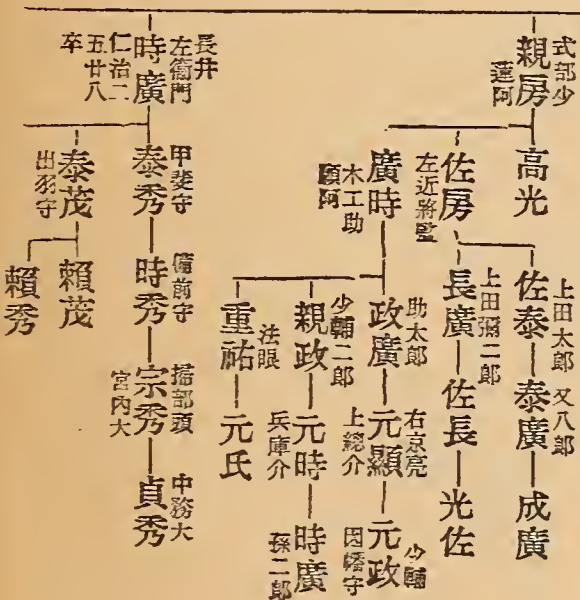 式部少
親房
蓮阿
高光
佐房
左近將監
上田太郎
佐泰
又八郎
泰廣
成廣
上田彌二郎
長廣
佐長
光佐
廣時
木工助
願阿
助太郎
政廣
右京亮
元顯
上總介
少輔
元政
因幡守
少輔二郎
親政
元時
兵庫介
時廣
孫二郎
法眼
重祐
元氏
長井
時廣
左衞門
仁治二
五廿八
卒
甲斐守
泰秀
備前守
時秀
掃部頭
宗秀
宮內大
中務大
貞秀
泰茂
出羽守
賴茂
賴秀